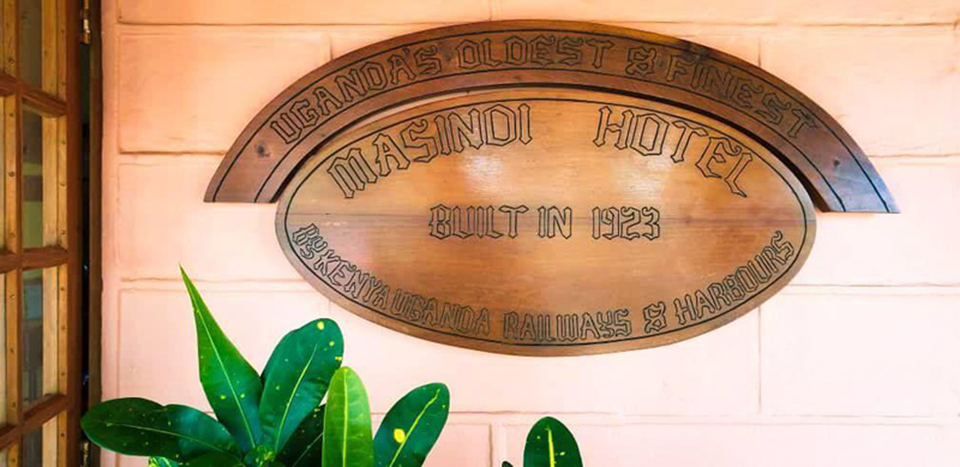 UGANDA'S OLDEST & FINEST
MASINDI HOTEL
BUILT IN 1923
BY KENYA UGANDA RAILWAYS & HARBOURS